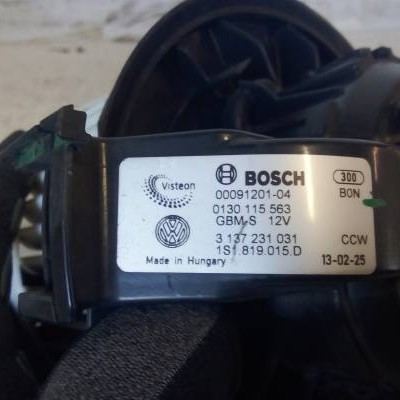 Visteon
BOSCH
300
00091201-04
BON
0130 115 563
GBM-S 12V
3 137 231 031
CCW
1S1.819.015.D
Made in Hungary
13-02-25